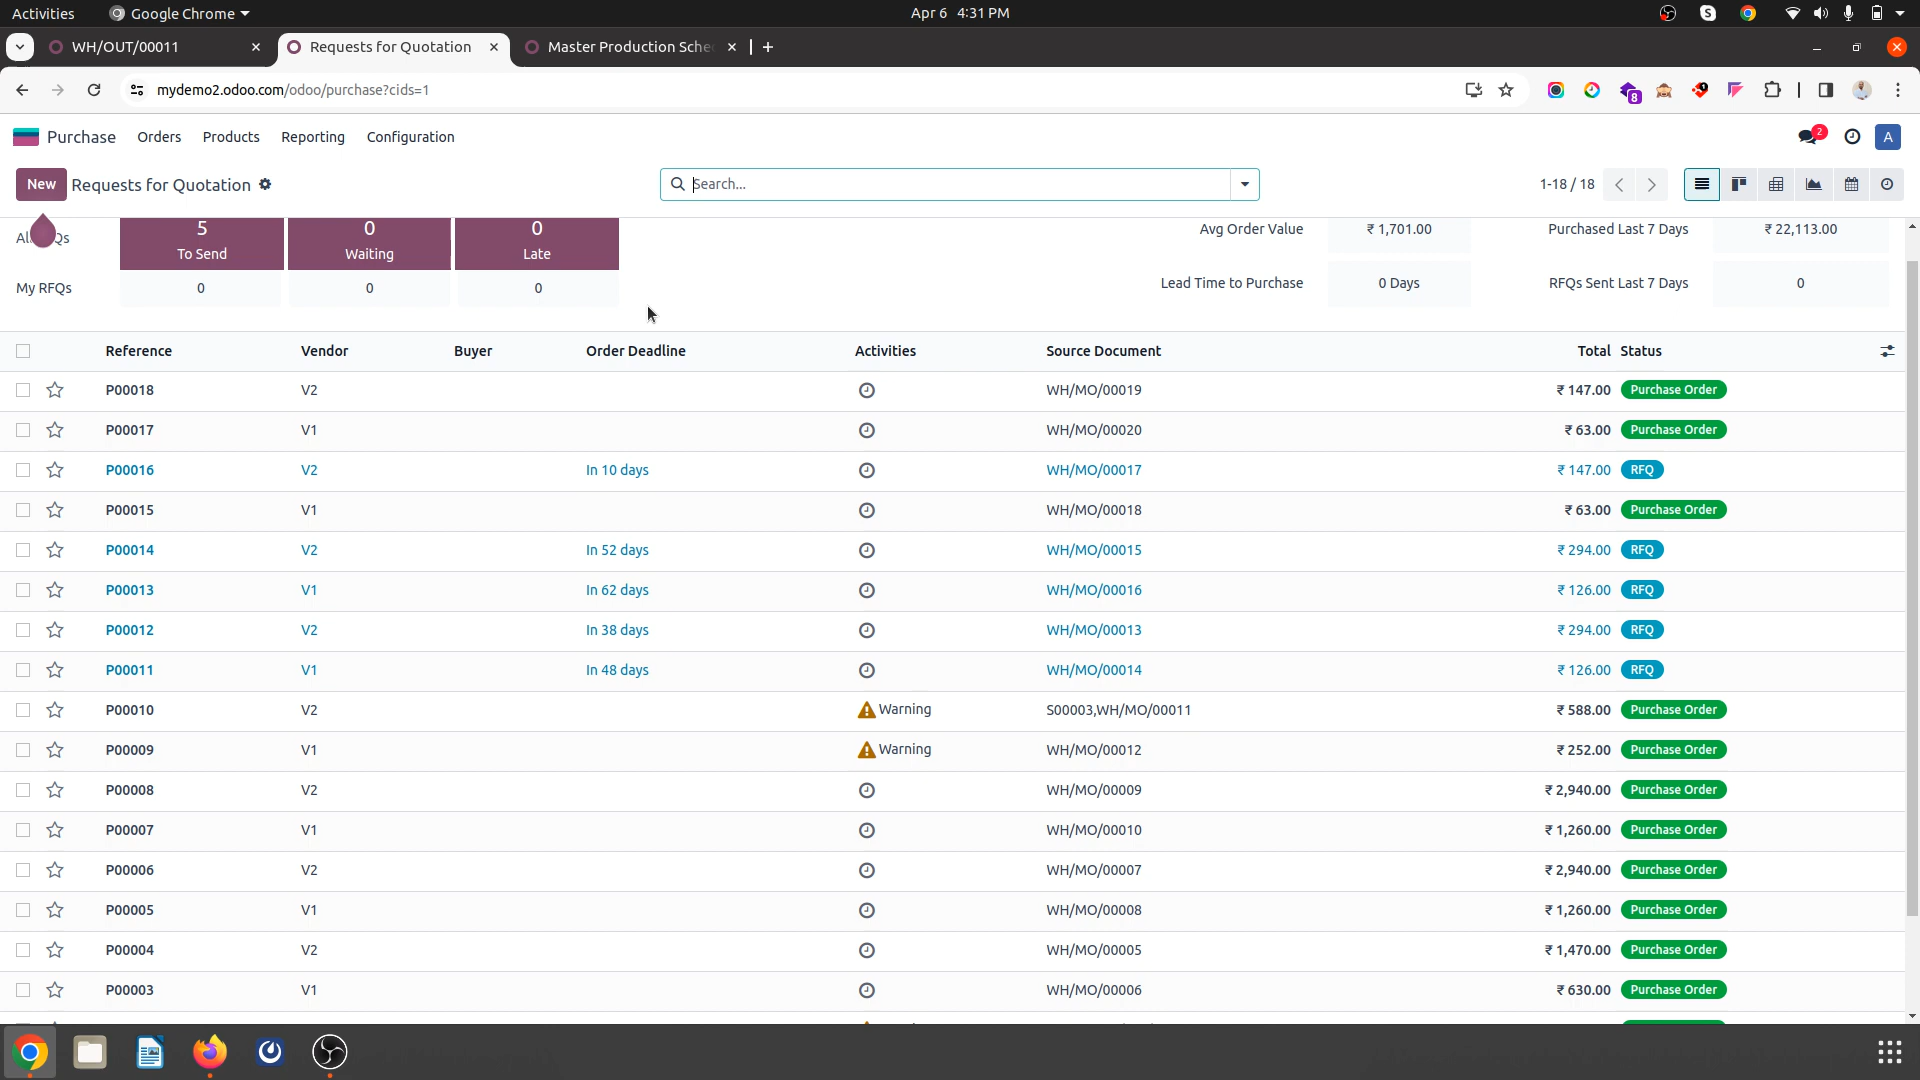 Activities Google Chrome Apr 6 4:31 PM
WH/OUT/00011 Requests for Quotation Master Production Sche
mydemo2.odoo.com/odoo/purchase?cids=1 8
Purchase Orders Products Reporting Configuration 2 A
New Requests for Quotation Search... 1-18 / 18
5 0 0 Avg Order Value ₹ 1,701.00 Purchased Last 7 Days ₹ 22,113.00
To Send Waiting Late
My RFQs 0 0 0 Lead Time to Purchase 0 Days RFQs Sent Last 7 Days 0
Reference Vendor Buyer Order Deadline Activities Source Document Total Status
P00018 V2 WH/MO/00019 ₹ 147.00 Purchase Order
P00017 V1 WH/MO/00020 ₹ 63.00 Purchase Order
P00016 V2 In 10 days WH/MO/00017 ₹ 147.00 RFQ
P00015 V1 WH/MO/00018 ₹ 63.00 Purchase Order
P00014 V2 In 52 days WH/MO/00015 ₹ 294.00 RFQ
P00013 V1 In 62 days WH/MO/00016 ₹ 126.00 RFQ
P00012 V2 In 38 days WH/MO/00013 ₹ 294.00 RFQ
P00011 V1 In 48 days WH/MO/00014 ₹ 126.00 RFQ
P00010 V2 Warning S00003,WH/MO/00011 ₹ 588.00 Purchase Order
P00009 V1 Warning WH/MO/00012 ₹ 252.00 Purchase Order
P00008 V2 WH/MO/00009 ₹ 2,940.00 Purchase Order
P00007 V1 WH/MO/00010 ₹ 1,260.00 Purchase Order
P00006 V2 WH/MO/00007 ₹ 2,940.00 Purchase Order
P00005 V1 WH/MO/00008 ₹ 1,260.00 Purchase Order
P00004 V2 WH/MO/00005 ₹ 1,470.00 Purchase Order
P00003 V1 WH/MO/00006 ₹ 630.00 Purchase Order